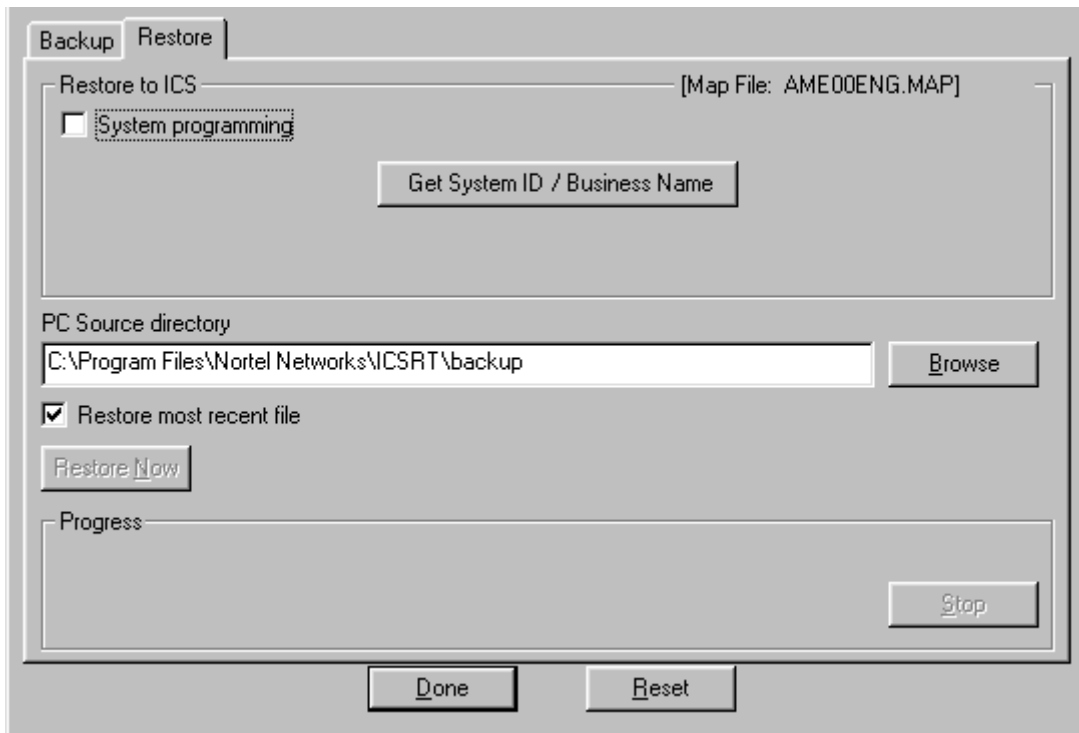 Backup Restore
Restore to ICS [Map File: AME00ENG.MAP]
System programming
Get System ID / Business Name
PC Source directory
C:\Program Files\Nortel Networks\ICSRT\backup
Browse
Restore most recent file
Restore Now
Progress
Stop
Done Reset